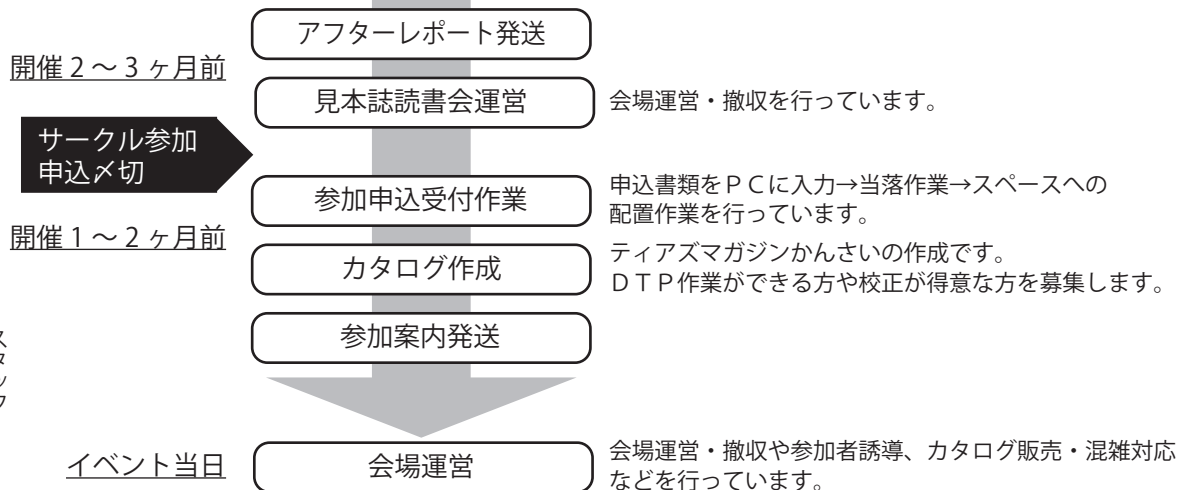 アフターレポート発送
開催2～3ヶ月前
見本誌読書会運営
会場運営・撤収を行っています。
サークル参加
申込〆切
参加申込受付作業
申込書類をＰＣに入力→当落作業→スペースへの
配置作業を行っています。
開催1～2ヶ月前
カタログ作成
ティアズマガジンかんさいの作成です。
ＤＴＰ作業ができる方や校正が得意な方を募集します。
参加案内発送
スタッフ
イベント当日
会場運営
会場運営・撤収や参加者誘導、カタログ販売・混雑対応
などを行っています。